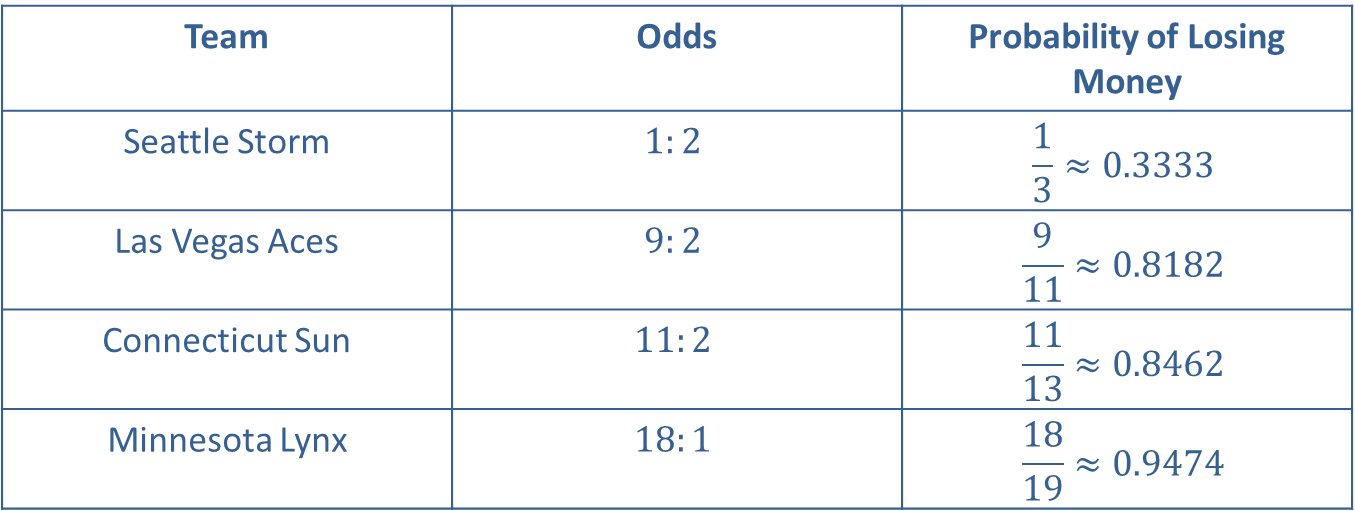 Team Odds Probability of Losing
Money
Seattle Storm 1: 2 1/3 ≈ 0.3333
Las Vegas Aces 9: 2 9/11 ≈ 0.8182
Connecticut Sun 11: 2 11/13 ≈ 0.8462
Minnesota Lynx 18: 1 18/19 ≈ 0.9474